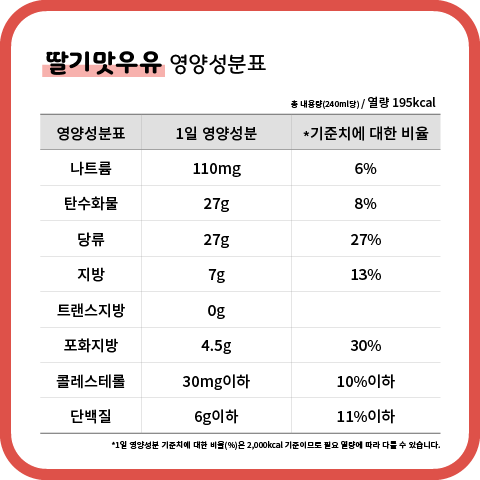 딸기맛우유 영양성분표
총 내용량(240ml당) / 열량 195kcal
영양성분표 1일 영양성분 *기준치에 대한 비율
나트륨 110mg 6%
탄수화물 27g 8%
당류 27g 27%
지방 7g 13%
트랜스지방 0g
포화지방 4.5g 30%
콜레스테롤 30mg이하 10%이하
단백질 6g이하 11%이하
*1일 영양성분 기준치에 대한 비율(%)은 2,000kcal 기준이므로 필요 열량에 따라 다를 수 있습니다.